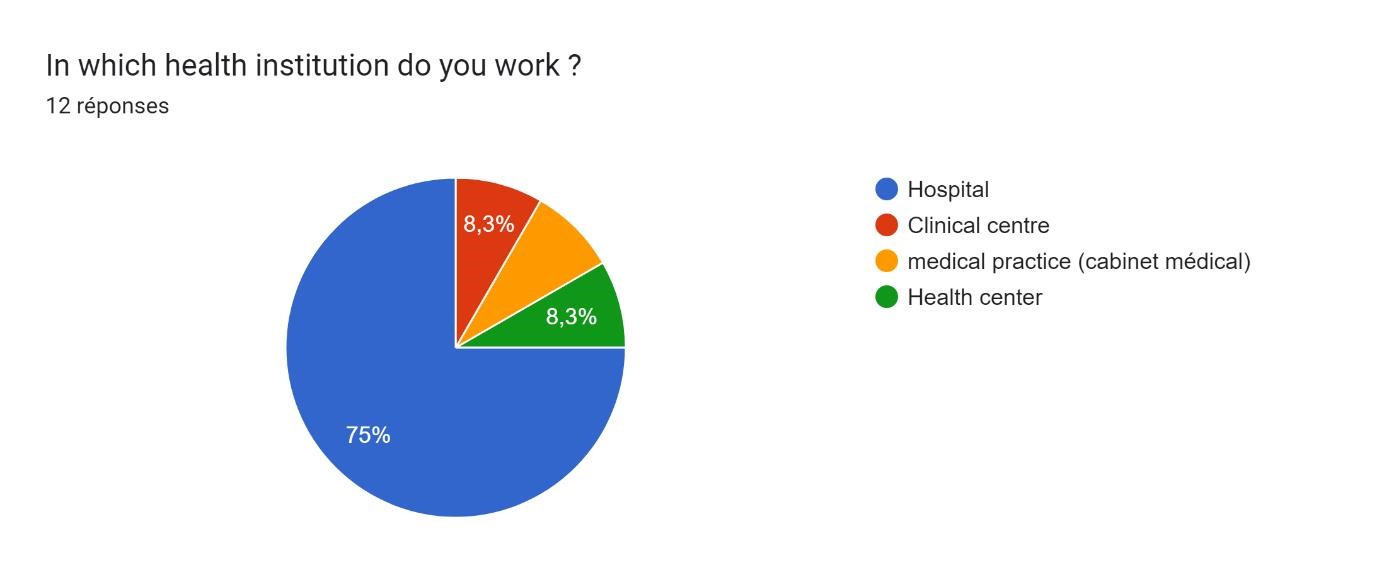 In which health institution do you work ?
12 réponses
8,3%
8,3%
75%
Hospital
Clinical centre
medical practice (cabinet médical)
Health center